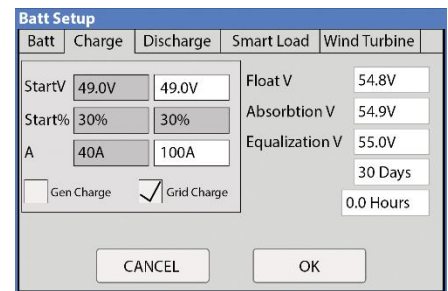 Batt Setup
Batt Charge Discharge Smart Load Wind Turbine
StartV 49.0V 49.0V Float V 54.8V
Start% 30% 30% Absorbtion V 54.9V
A 40A 100A Equalization V 55.0V
30 Days
Gen Charge Grid Charge 0.0 Hours
CANCEL OK